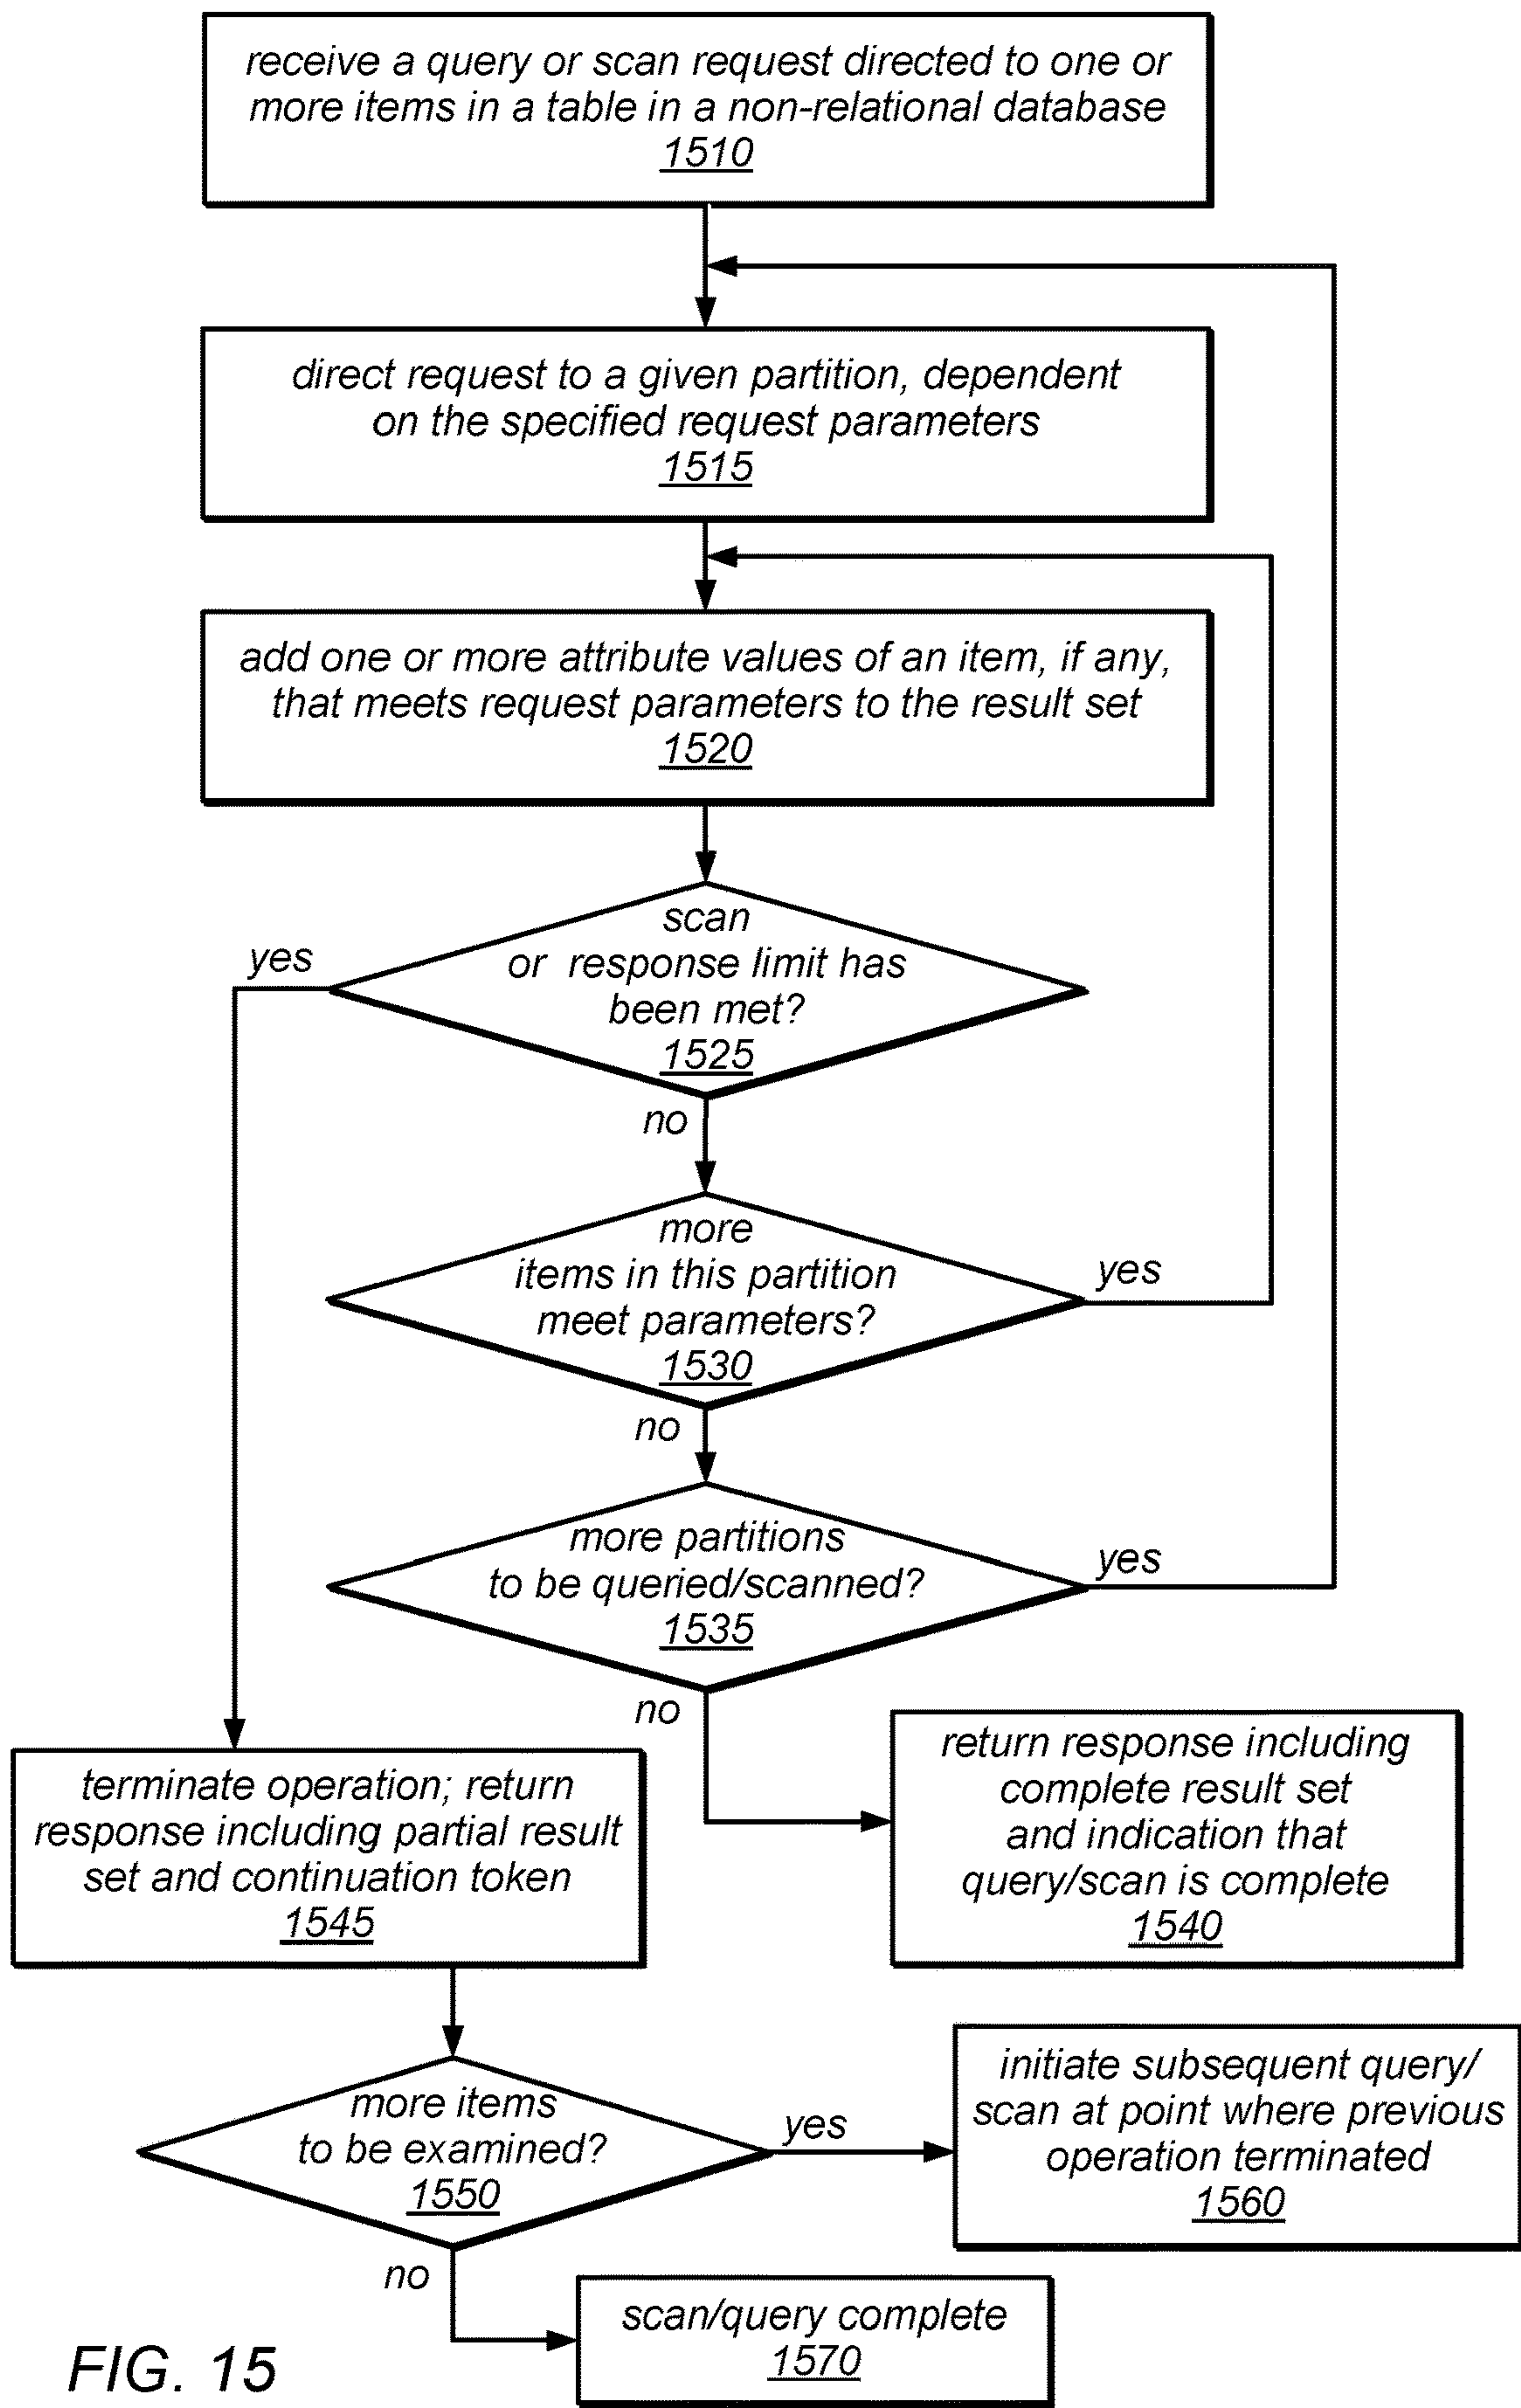 receive a query or scan request directed to one or
more items in a table in a non-relational database
1510
direct request to a given partition, dependent
on the specified request parameters
1515
add one or more attribute values of an item, if any,
that meets request parameters to the result set
1520
scan
or response limit has
been met?
1525
yes
no
more
items in this partition
meet parameters?
1530
yes
no
more partitions
to be queried/scanned?
1535
yes
no
return response including
complete result set
and indication that
query/scan is complete
1540
terminate operation; return
response including partial result
set and continuation token
1545
more items
to be examined?
1550
yes
initiate subsequent query/
scan at point where previous
operation terminated
1560
no
scan/query complete
1570
FIG. 15